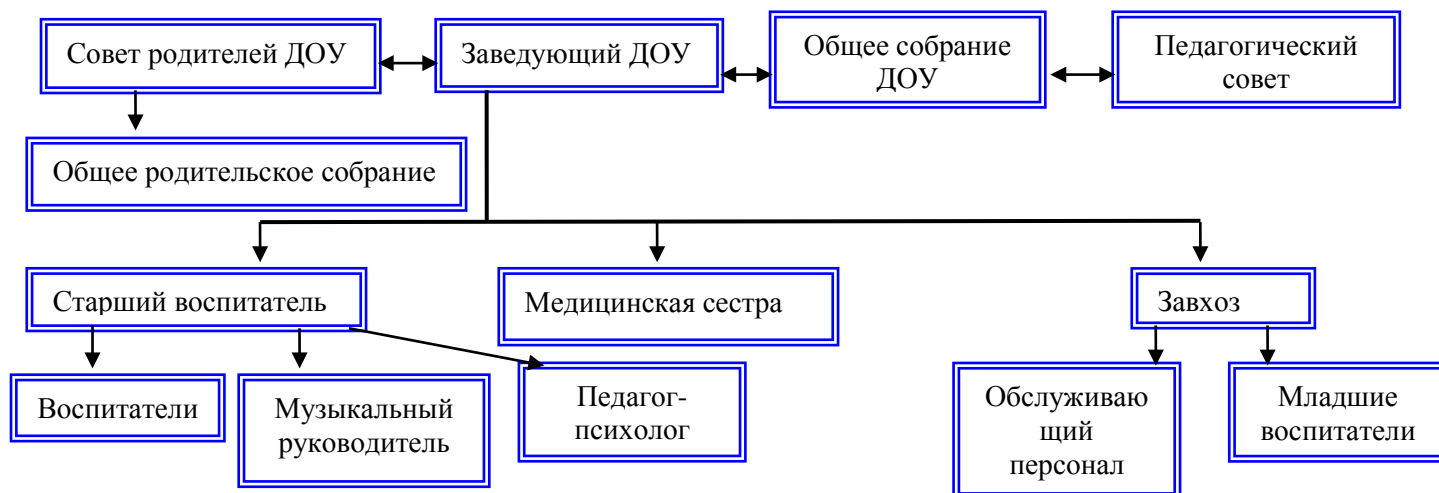 Совет родителей ДОУ
Заведующий ДОУ
Общее собрание
ДОУ
Педагогический
совет
Общее родительское собрание
Старший воспитатель
Медицинская сестра
Завхоз
Воспитатели
Музыкальный
руководитель
Педагог-
психолог
Обслуживаю
щий
персонал
Младшие
воспитатели